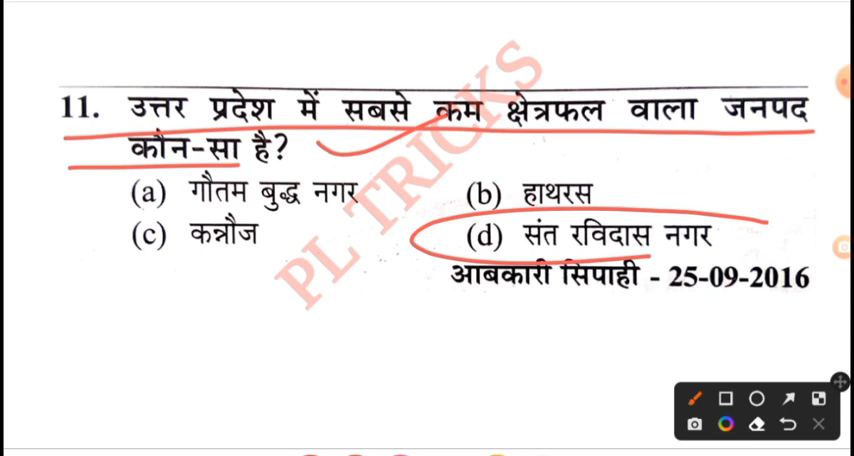 11. उत्तर प्रदेश में सबसे कम क्षेत्रफल वाला जनपद
कौन-सा है?
(a) गौतम बुद्ध नगर (b) हाथरस
(c) कन्नौज (d) संत रविदास नगर
आबकारी सिपाही - 25-09-2016
PL TRICKS